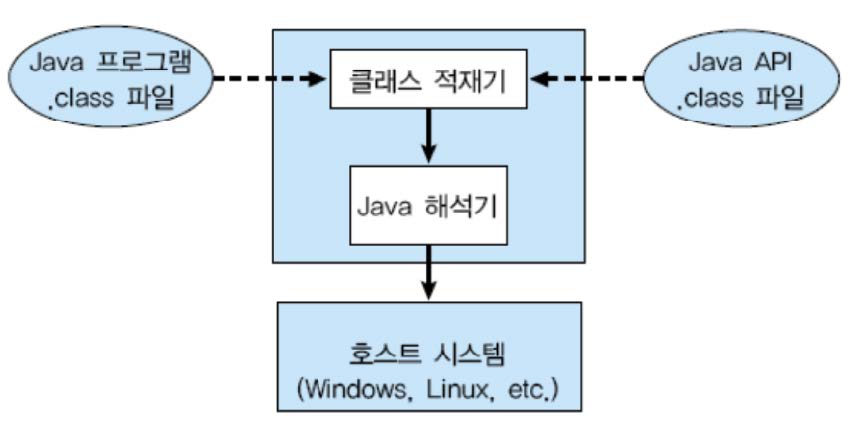 Java 프로그램
.class 파일
클래스 적재기
Java API
.class 파일
Java 해석기
호스트 시스템
(Windows, Linux, etc.)